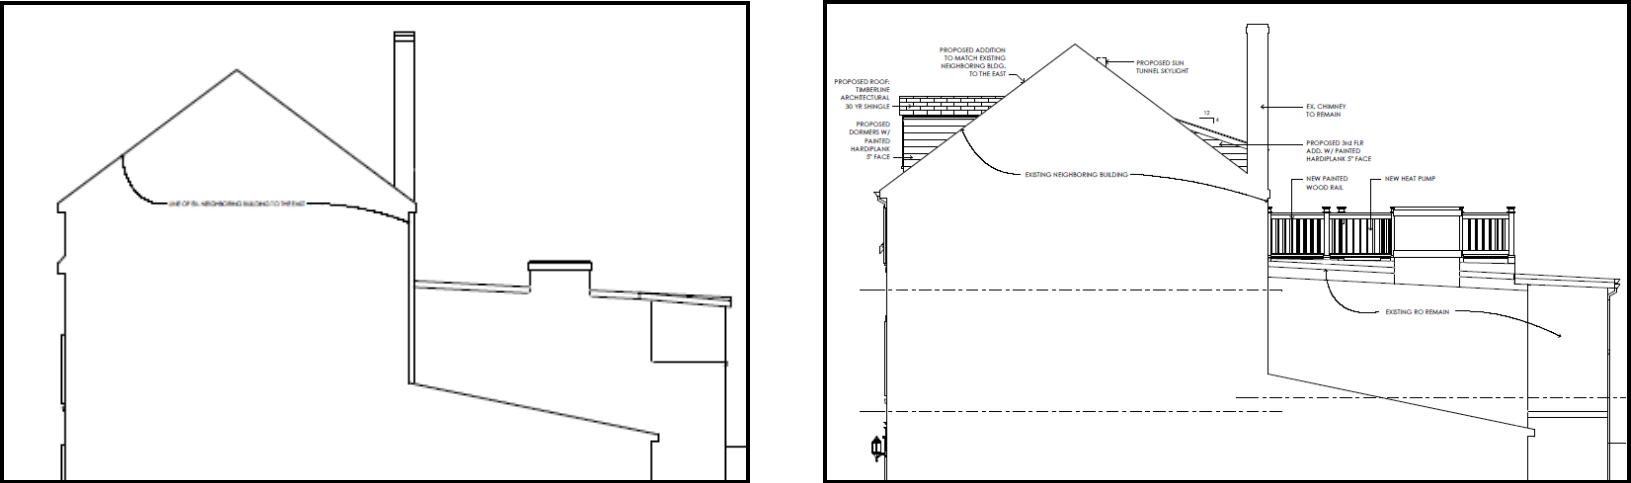 LINE OF EX. NEIGHBORING BUILDING TO THE EAST
PROPOSED ADDITION
TO MATCH EXISTING
NEIGHBORING BLDG.
TO THE EAST
PROPOSED SUN
TUNNEL SKYLIGHT
PROPOSED ROOF:
TIMBERLINE
ARCHITECTURAL
30 YR SHINGLE
12
4
EX. CHIMNEY
TO REMAIN
PROPOSED
DORMERS W/
PAINTED
HARDIPLANK
5" FACE
PROPOSED 3rd FLR
ADD. W/ PAINTED
HARDIPLANK 5" FACE
EXISTING NEIGHBORING BUILDING
NEW PAINTED
WOOD RAIL
NEW HEAT PUMP
EXISTING RO REMAIN